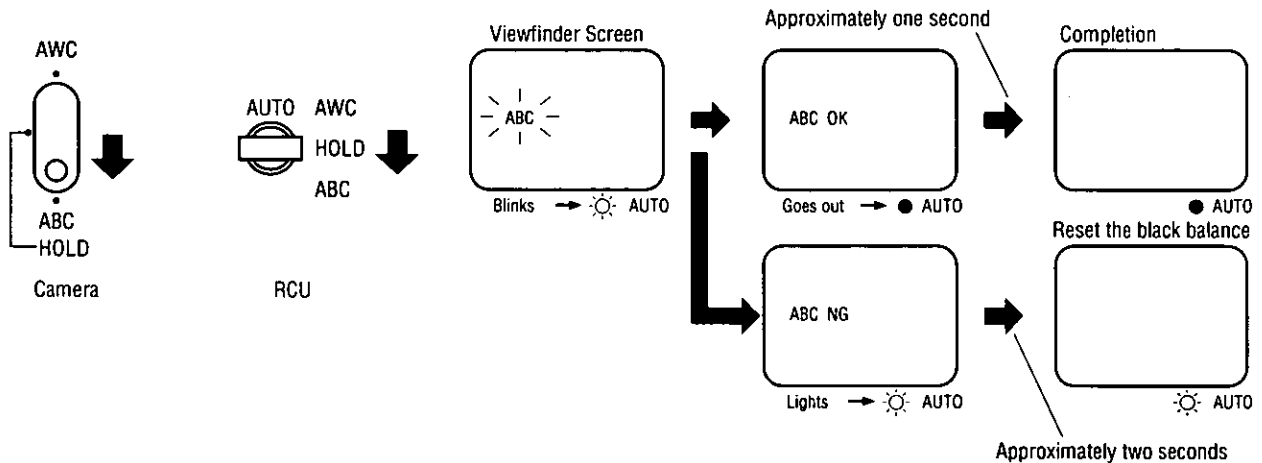 AWC
ABC
HOLD
Camera
AUTO AWC
HOLD
ABC
RCU
Viewfinder Screen
ABC
Blinks → AUTO
Approximately one second
ABC OK
Goes out → ● AUTO
Completion
● AUTO
ABC NG
Lights → AUTO
Reset the black balance
AUTO
Approximately two seconds